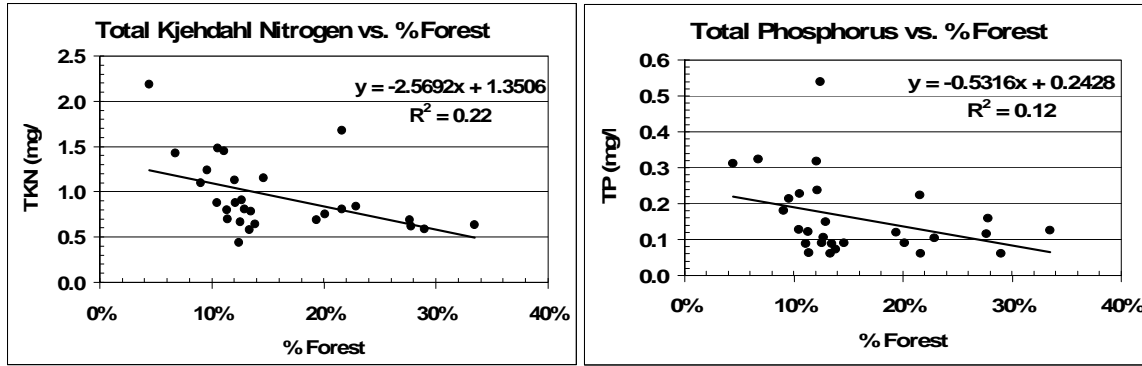 Total Kjehdahl Nitrogen vs. % Forest
y = -2.5692x + 1.3506
R² = 0.22
TKN (mg/
2.5
2.0
1.5
1.0
0.5
0.0
0%
10%
20%
30%
40%
% Forest
Total Phosphorus vs. % Forest
y = -0.5316x + 0.2428
R² = 0.12
TP (mg/l
0.6
0.5
0.4
0.3
0.2
0.1
0.0
0%
10%
20%
30%
40%
% Forest